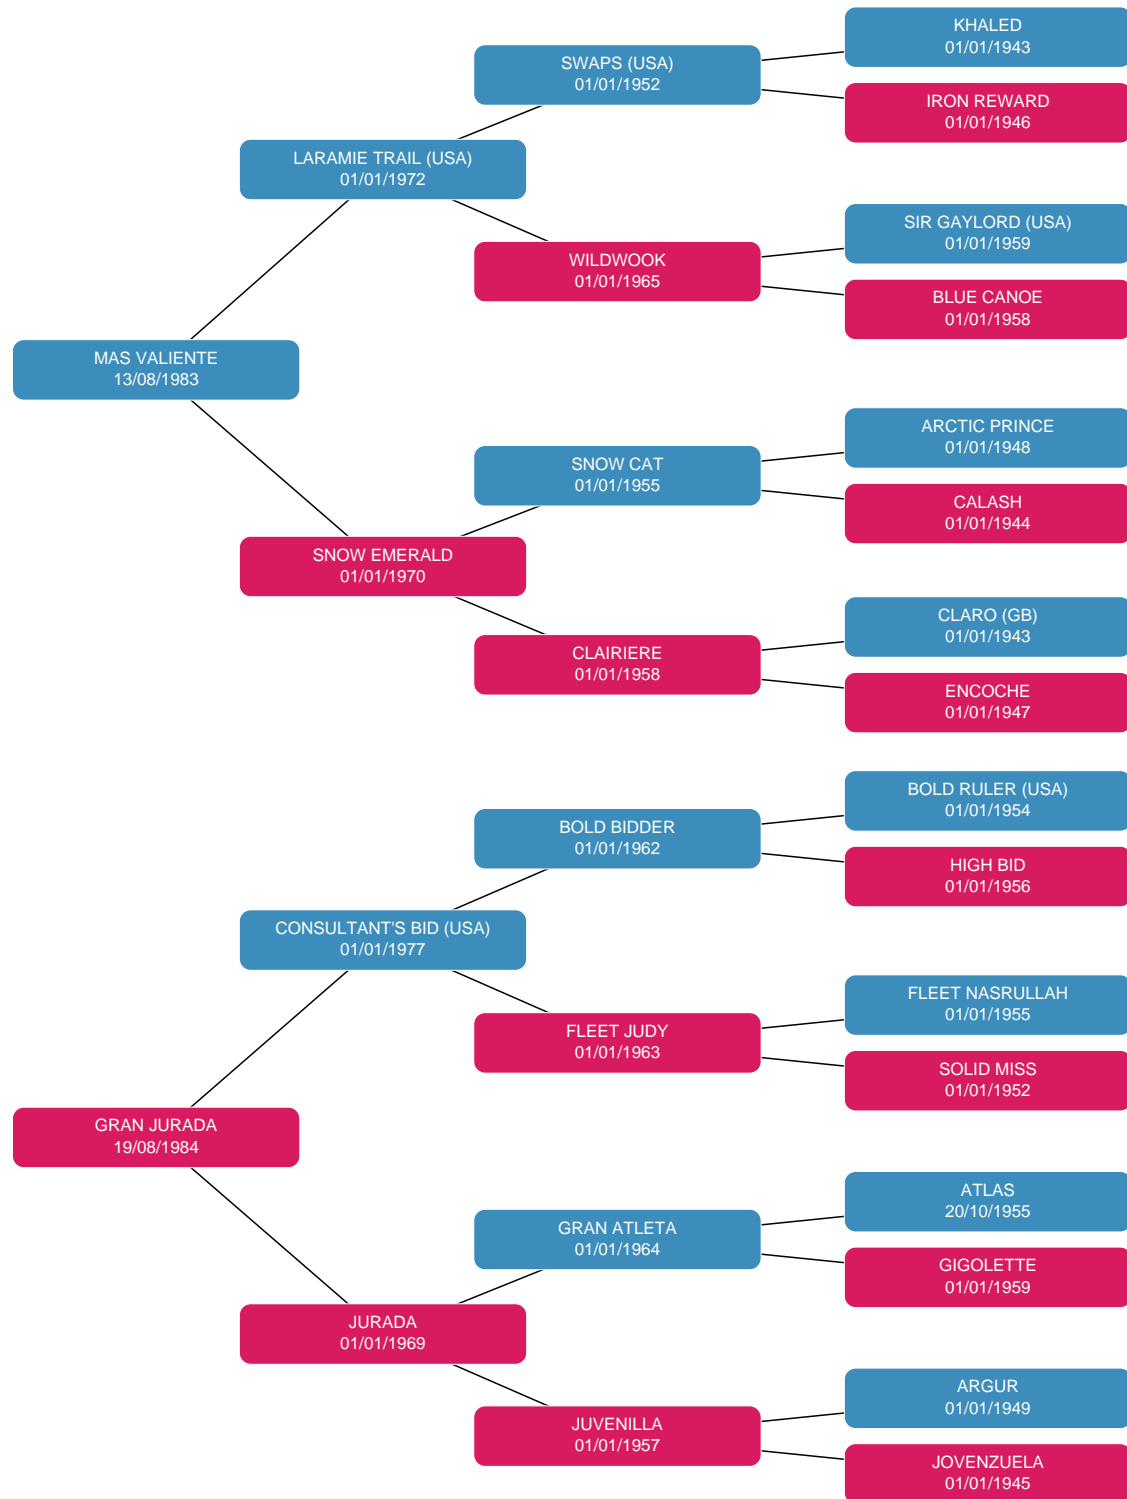 KHALED
01/01/1943
SWAPS (USA)
01/01/1952
IRON REWARD
01/01/1946
LARAMIE TRAIL (USA)
01/01/1972
SIR GAYLORD (USA)
01/01/1959
WILDWOOK
01/01/1965
BLUE CANOE
01/01/1958
MAS VALIENTE
13/08/1983
ARCTIC PRINCE
01/01/1948
SNOW CAT
01/01/1955
CALASH
01/01/1944
SNOW EMERALD
01/01/1970
CLARO (GB)
01/01/1943
CLAIRIERE
01/01/1958
ENCOCHE
01/01/1947
BOLD RULER (USA)
01/01/1954
BOLD BIDDER
01/01/1962
HIGH BID
01/01/1956
CONSULTANT'S BID (USA)
01/01/1977
FLEET NASRULLAH
01/01/1955
FLEET JUDY
01/01/1963
SOLID MISS
01/01/1952
GRAN JURADA
19/08/1984
ATLAS
20/10/1955
GRAN ATLETA
01/01/1964
GIGOLETTE
01/01/1959
JURADA
01/01/1969
ARGUR
01/01/1949
JUVENILLA
01/01/1957
JOVENZUELA
01/01/1945